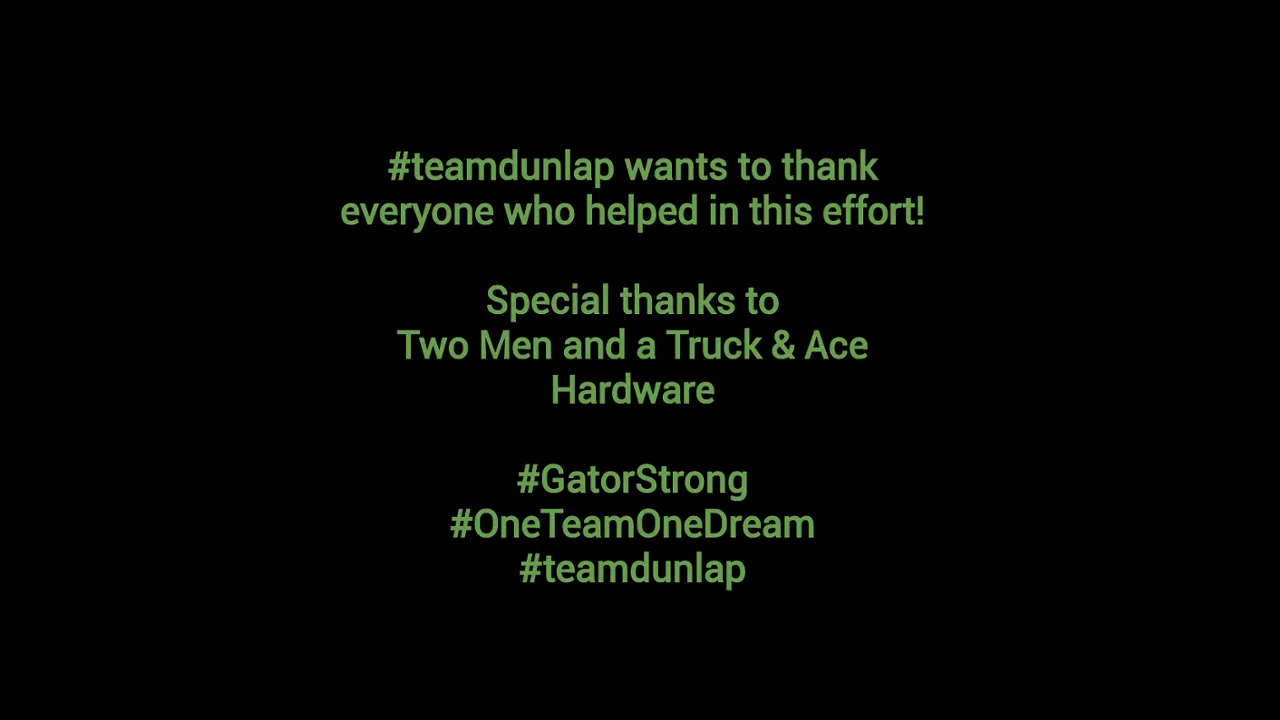 #teamdunlap wants to thank
everyone who helped in this effort!
Special thanks to
Two Men and a Truck & Ace
Hardware
#GatorStrong
#OneTeamOneDream
#teamdunlap